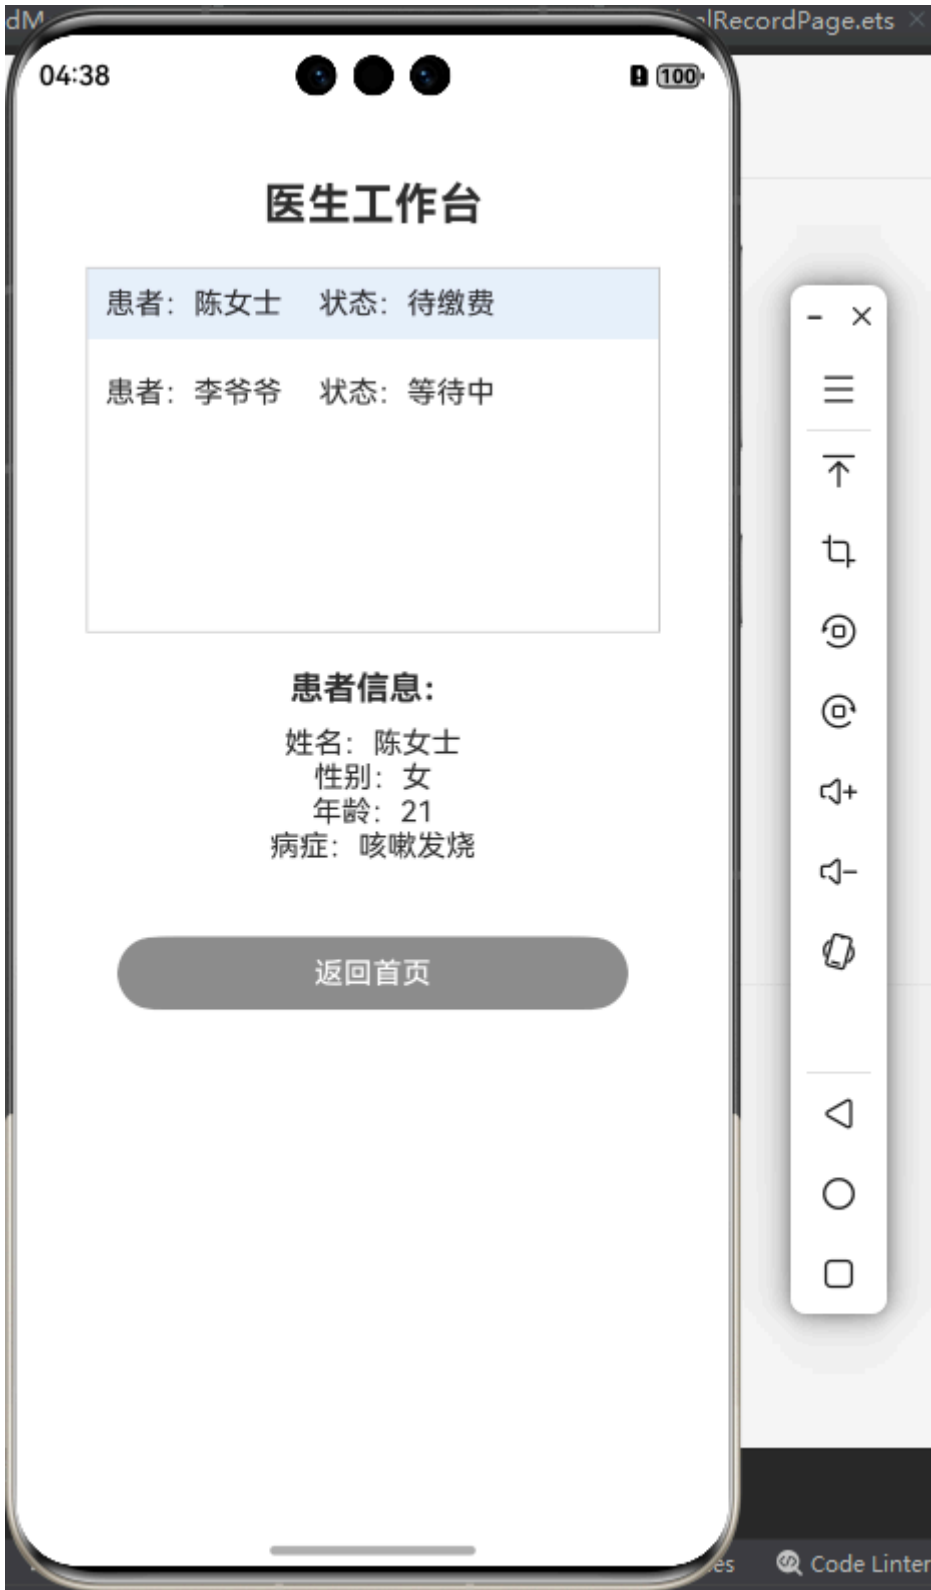 dM
alRecordPage.ets
04:38
100
医生工作台
患者：陈女士 状态：待缴费
患者：李爷爷 状态：等待中
患者信息：
姓名：陈女士
性别：女
年龄：21
病症：咳嗽发烧
返回首页
es
Code Linter